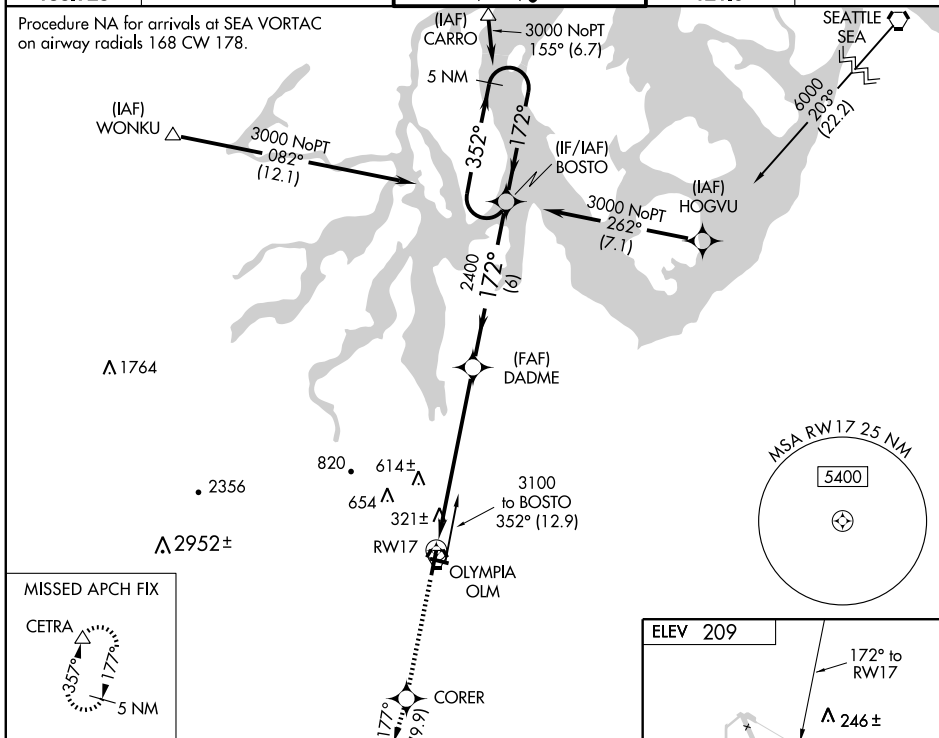 Procedure NA for arrivals at SEA VORTAC
on airway radials 168 CW 178.
(IAF)
CARRO
3000 NoPT
155° (6.7)
5 NM
SEATTLE
SEA
6000
203°
(22.2)
(IAF)
WONKU
3000 NoPT
082°
(12.1)
352°
172°
(IF/IAF)
BOSTO
(IAF)
HOGVU
3000 NoPT
262°
(7.1)
2400
172°
(6)
(FAF)
DADME
1764
MSA RW17 25 NM
5400
820
614±
2356
654
321±
3100
to BOSTO
352° (12.9)
2952±
RW17
OLYMPIA
OLM
MISSED APCH FIX
CETRA
357°
177°
5 NM
CORER
177°
ELEV 209
172° to
RW17
246±